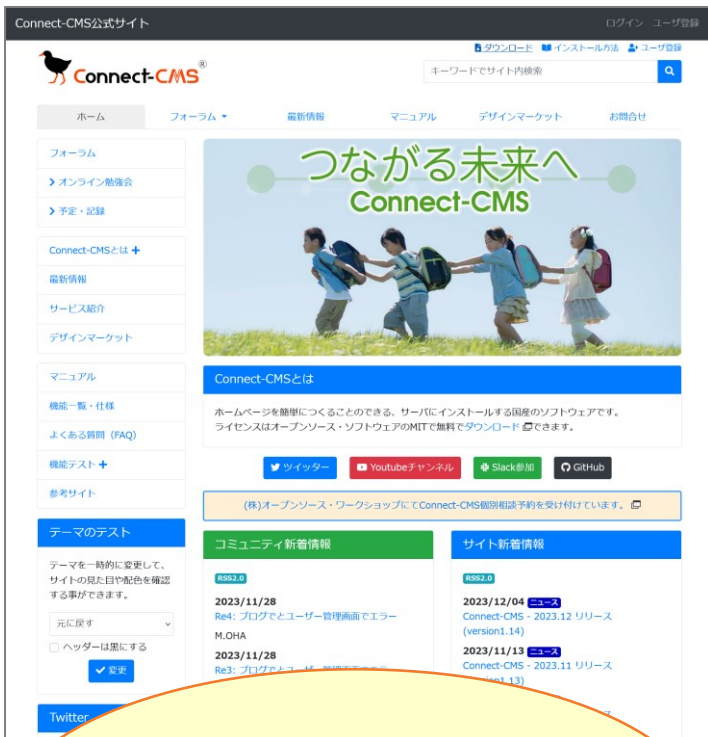 Connect-CMS公式サイト
ログイン ユーザ登録
ダウンロード インストール方法 ユーザ登録
Connect-CMS®
キーワードでサイト内検索
ホーム フォーラム 最新情報 マニュアル デザインマーケット お問合せ
フォーラム
オンライン勉強会
予定・記録
Connect-CMSとは
最新情報
サービス紹介
デザインマーケット
マニュアル
機能一覧・仕様
よくある質問（FAQ）
機能テスト
参考サイト
テーマのテスト
テーマを一時的に変更して、
サイトの見た目や配色を確認
する事ができます。
元に戻す
ヘッダーは黒にする
変更
Twitter
つながる未来へ
Connect-CMS
Connect-CMSとは
ホームページを簡単につくることのできる、サーバにインストールする国産のソフトウェアです。
ライセンスはオープンソース・ソフトウェアのMITで無料でダウンロードできます。
ツイッター Youtubeチャンネル Slack参加 GitHub
(株)オープンソース・ワークショップにてConnect-CMS個別相談予約を受け付けています。
コミュニティ新着情報
RSS2.0
2023/11/28
Re4: ブログでとユーザー管理画面でエラー
M.OHA
2023/11/28
サイト新着情報
RSS2.0
2023/12/04 ニュース
Connect-CMS - 2023.12 リリース
(version1.14)
2023/11/13 ニュース
Connect-CMS - 2023.11 リリース